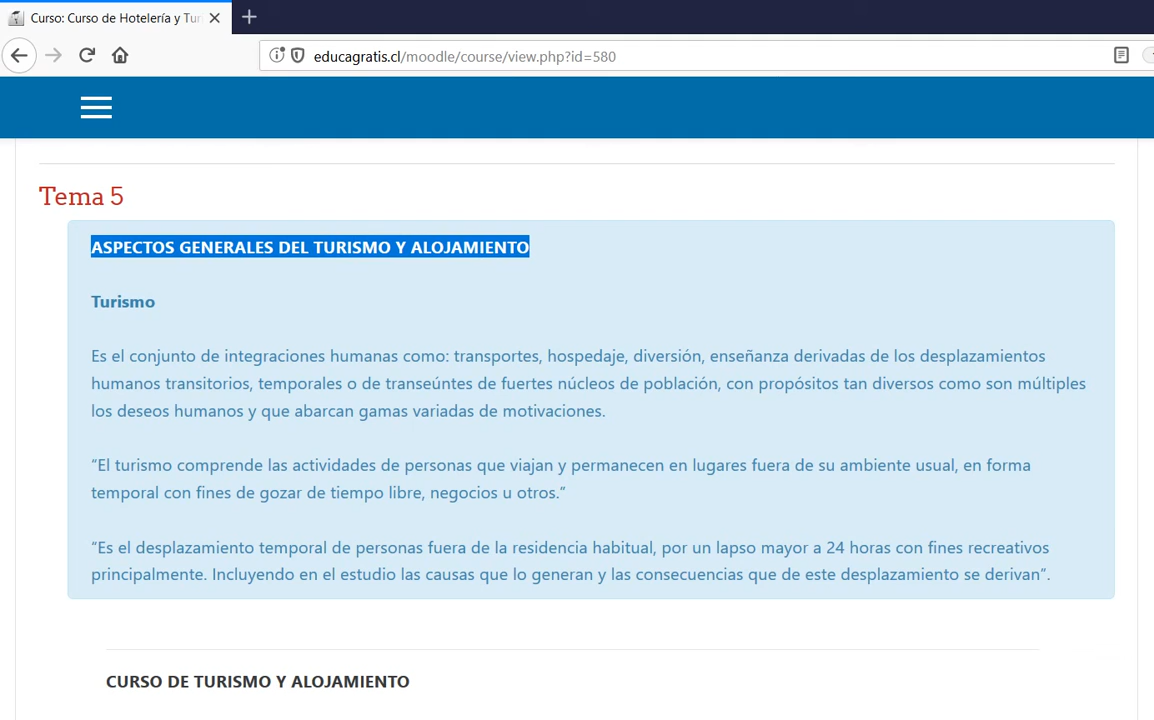 Curso: Curso de Hotelería y Tur
educagratis.cl/moodle/course/view.php?id=580
Tema 5
ASPECTOS GENERALES DEL TURISMO Y ALOJAMIENTO
Turismo
Es el conjunto de integraciones humanas como: transportes, hospedaje, diversión, enseñanza derivadas de los desplazamientos
humanos transitorios, temporales o de transeúntes de fuertes núcleos de población, con propósitos tan diversos como son múltiples
los deseos humanos y que abarcan gamas variadas de motivaciones.
“El turismo comprende las actividades de personas que viajan y permanecen en lugares fuera de su ambiente usual, en forma
temporal con fines de gozar de tiempo libre, negocios u otros.”
“Es el desplazamiento temporal de personas fuera de la residencia habitual, por un lapso mayor a 24 horas con fines recreativos
principalmente. Incluyendo en el estudio las causas que lo generan y las consecuencias que de este desplazamiento se derivan”.
CURSO DE TURISMO Y ALOJAMIENTO